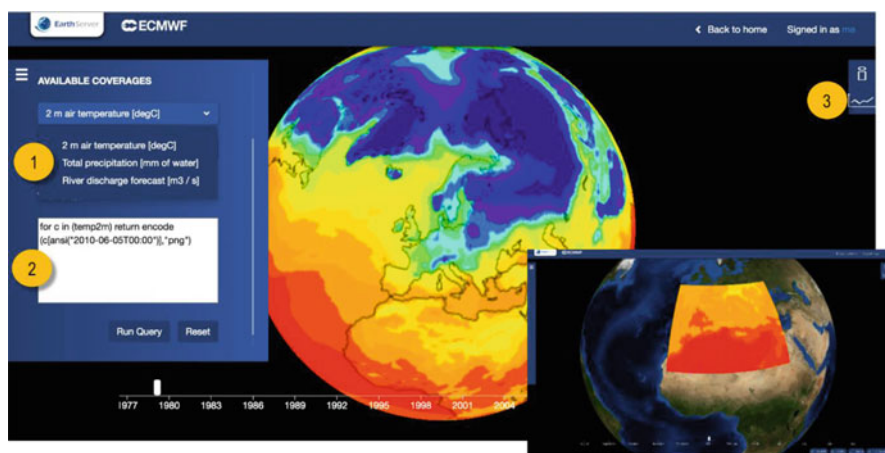 EarthServer
ECMWF
Back to home
Signed in as me
AVAILABLE COVERAGES
2 m air temperature [degC]
1
2 m air temperature [degC]
Total precipitation [mm of water]
River discharge forecast [m3 / s]
2
for c in (temp2m) return encode
(c[ansi("2010-06-05T00:00")],"png")
Run Query
Reset
3
1977 1980 1983 1986 1989 1992 1995 1998 2001 2004
ECMWF